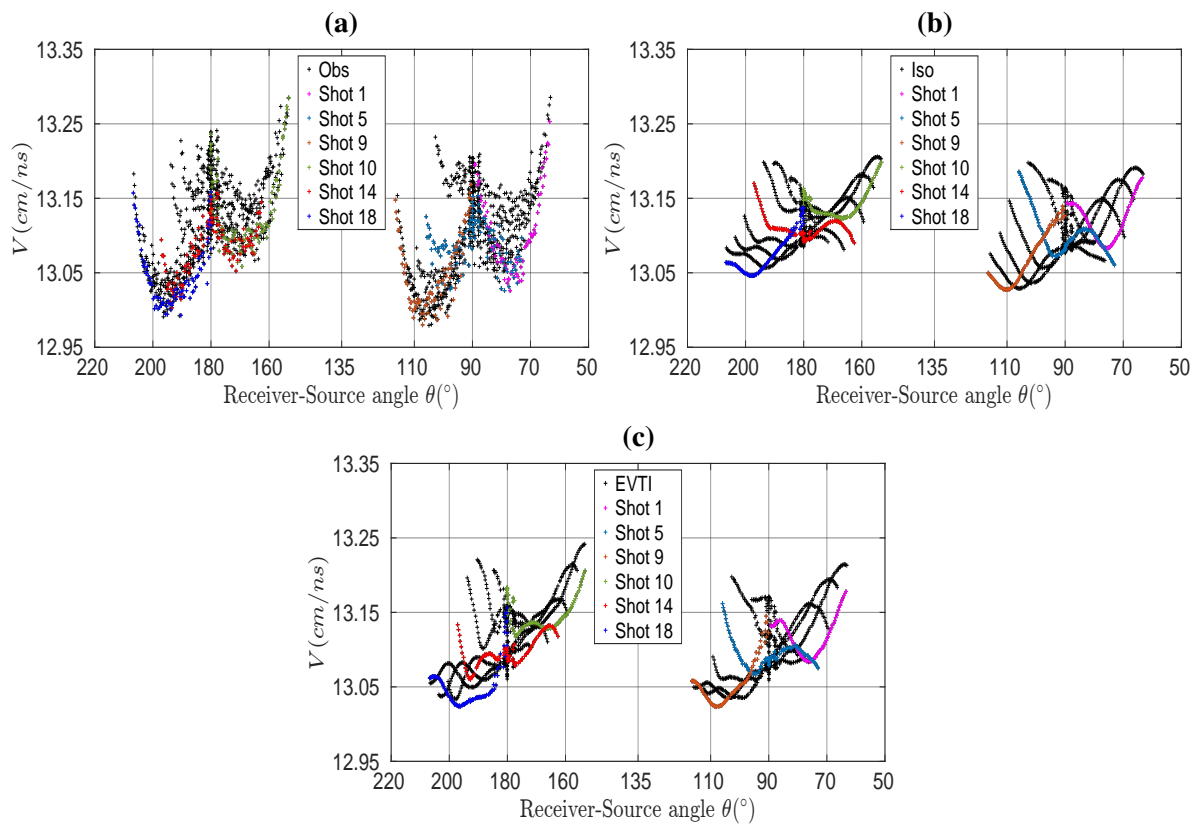 (a)
13.35
13.25
13.15
13.05
12.95
V (cm/ns)
Obs
Shot 1
Shot 5
Shot 9
Shot 10
Shot 14
Shot 18
220 200 180 160 135 110 90 70 50
Receiver-Source angle θ(°)
(b)
13.35
13.25
13.15
13.05
12.95
V (cm/ns)
Iso
Shot 1
Shot 5
Shot 9
Shot 10
Shot 14
Shot 18
220 200 180 160 135 110 90 70 50
Receiver-Source angle θ(°)
(c)
13.35
13.25
13.15
13.05
12.95
V (cm/ns)
EVTI
Shot 1
Shot 5
Shot 9
Shot 10
Shot 14
Shot 18
220 200 180 160 135 110 90 70 50
Receiver-Source angle θ(°)